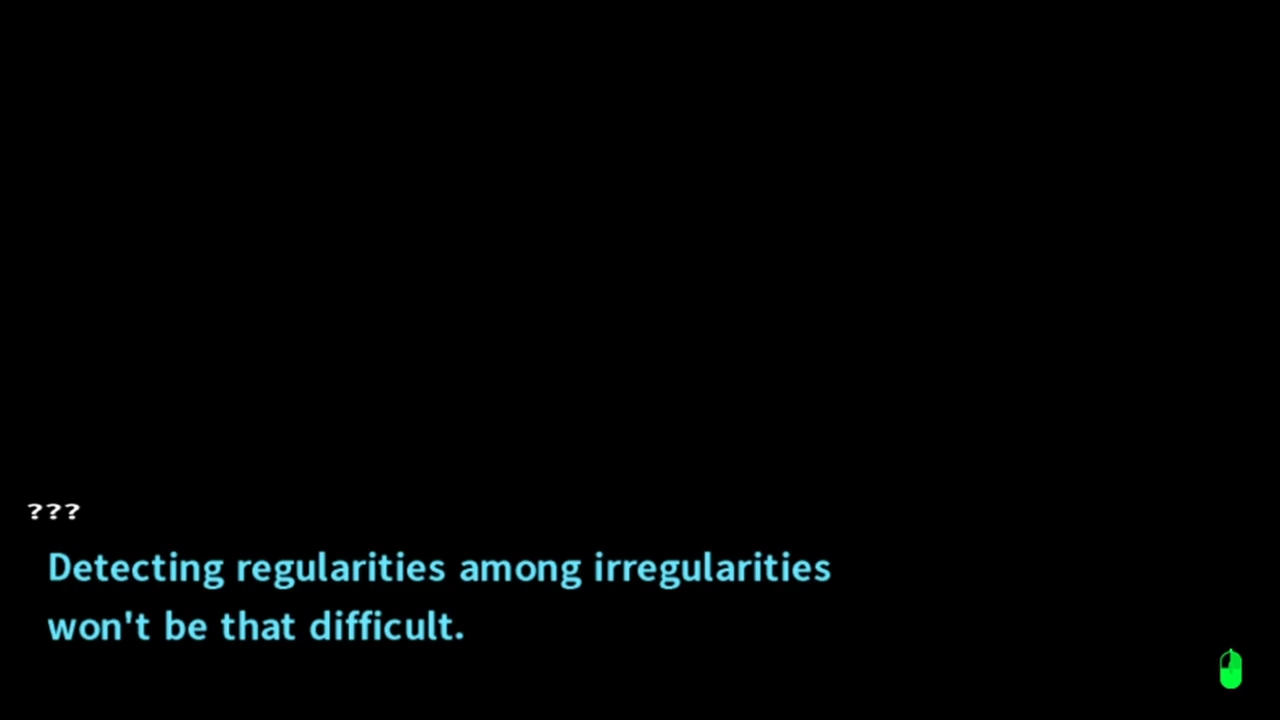 ???
Detecting regularities among irregularities
won't be that difficult.